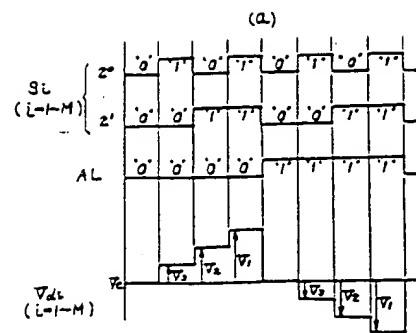 (a)
Si 2⁰ "0" "1" "0" "1" "0" "1" "0" "1"
(i=1~M) 2¹ "0" "0" "1" "1" "0" "0" "1" "1"
AL "0" "0" "0" "0" "1" "1" "1" "1"
V3 V2 V1
Vc
V3 V2 V1
Vdi
(i=1~M)